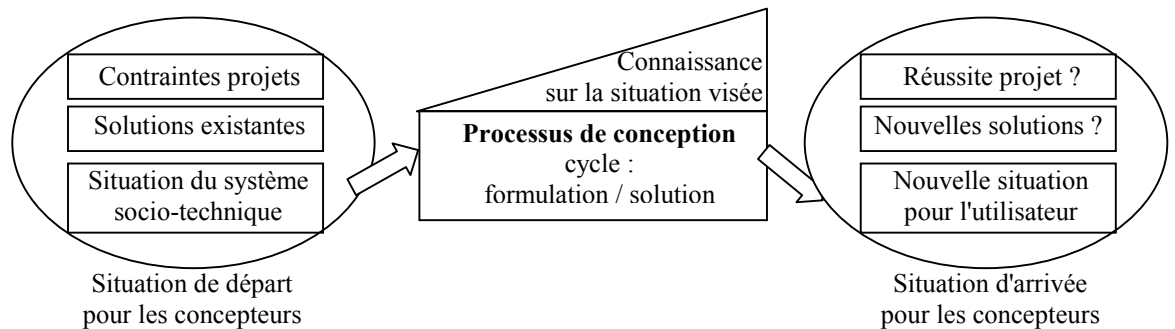 Contraintes projets
Solutions existantes
Situation du système
socio-technique
Situation de départ
pour les concepteurs
Connaissance
sur la situation visée
Processus de conception
cycle :
formulation / solution
Réussite projet ?
Nouvelles solutions ?
Nouvelle situation
pour l'utilisateur
Situation d'arrivée
pour les concepteurs